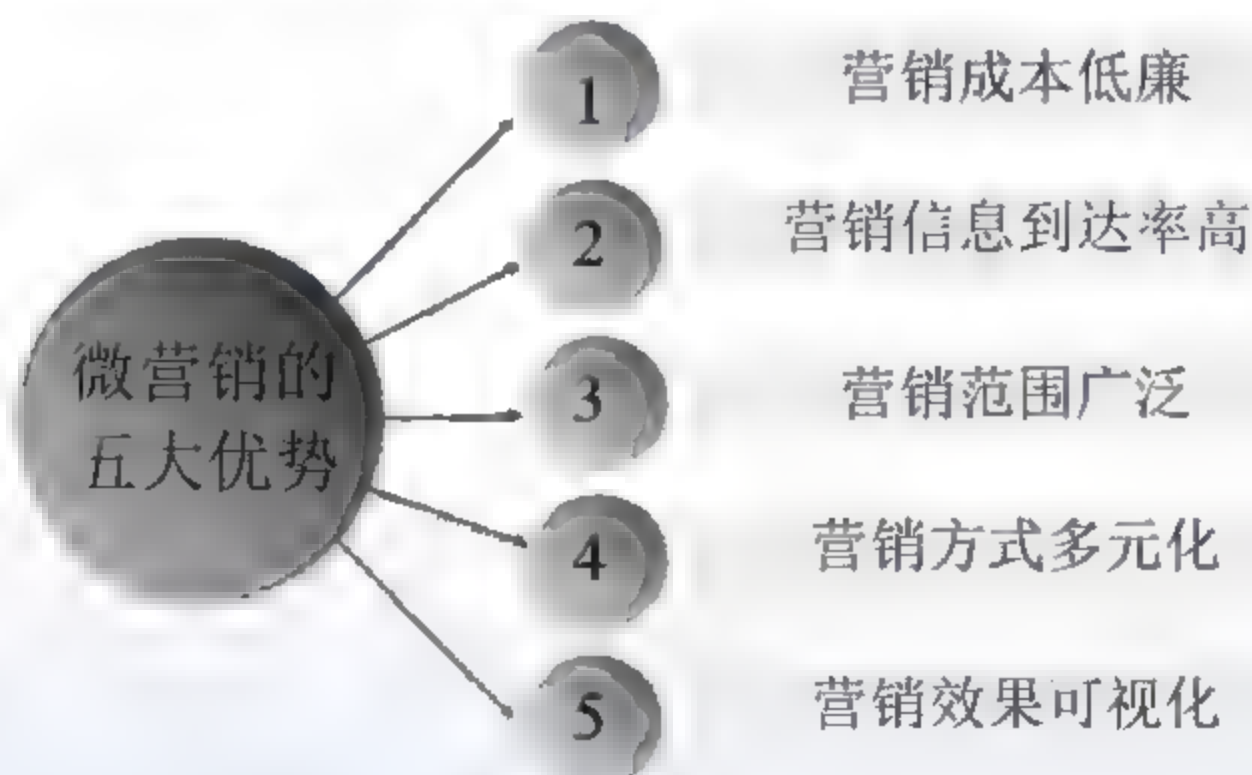 微营销的
五大优势
1
营销成本低廉
2
营销信息到达率高
3
营销范围广泛
4
营销方式多元化
5
营销效果可视化